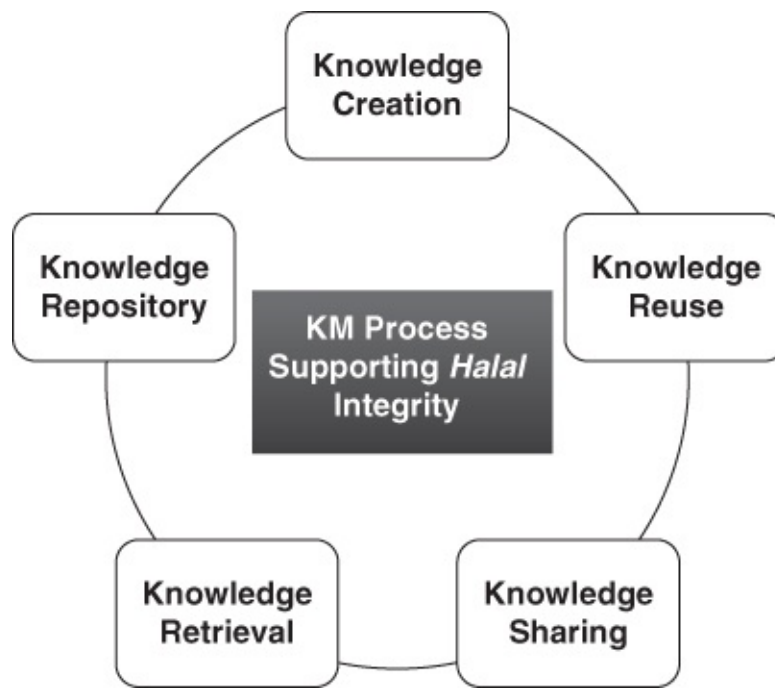 Knowledge
Creation
Knowledge
Repository
Knowledge
Reuse
KM Process
Supporting Halal
Integrity
Knowledge
Retrieval
Knowledge
Sharing